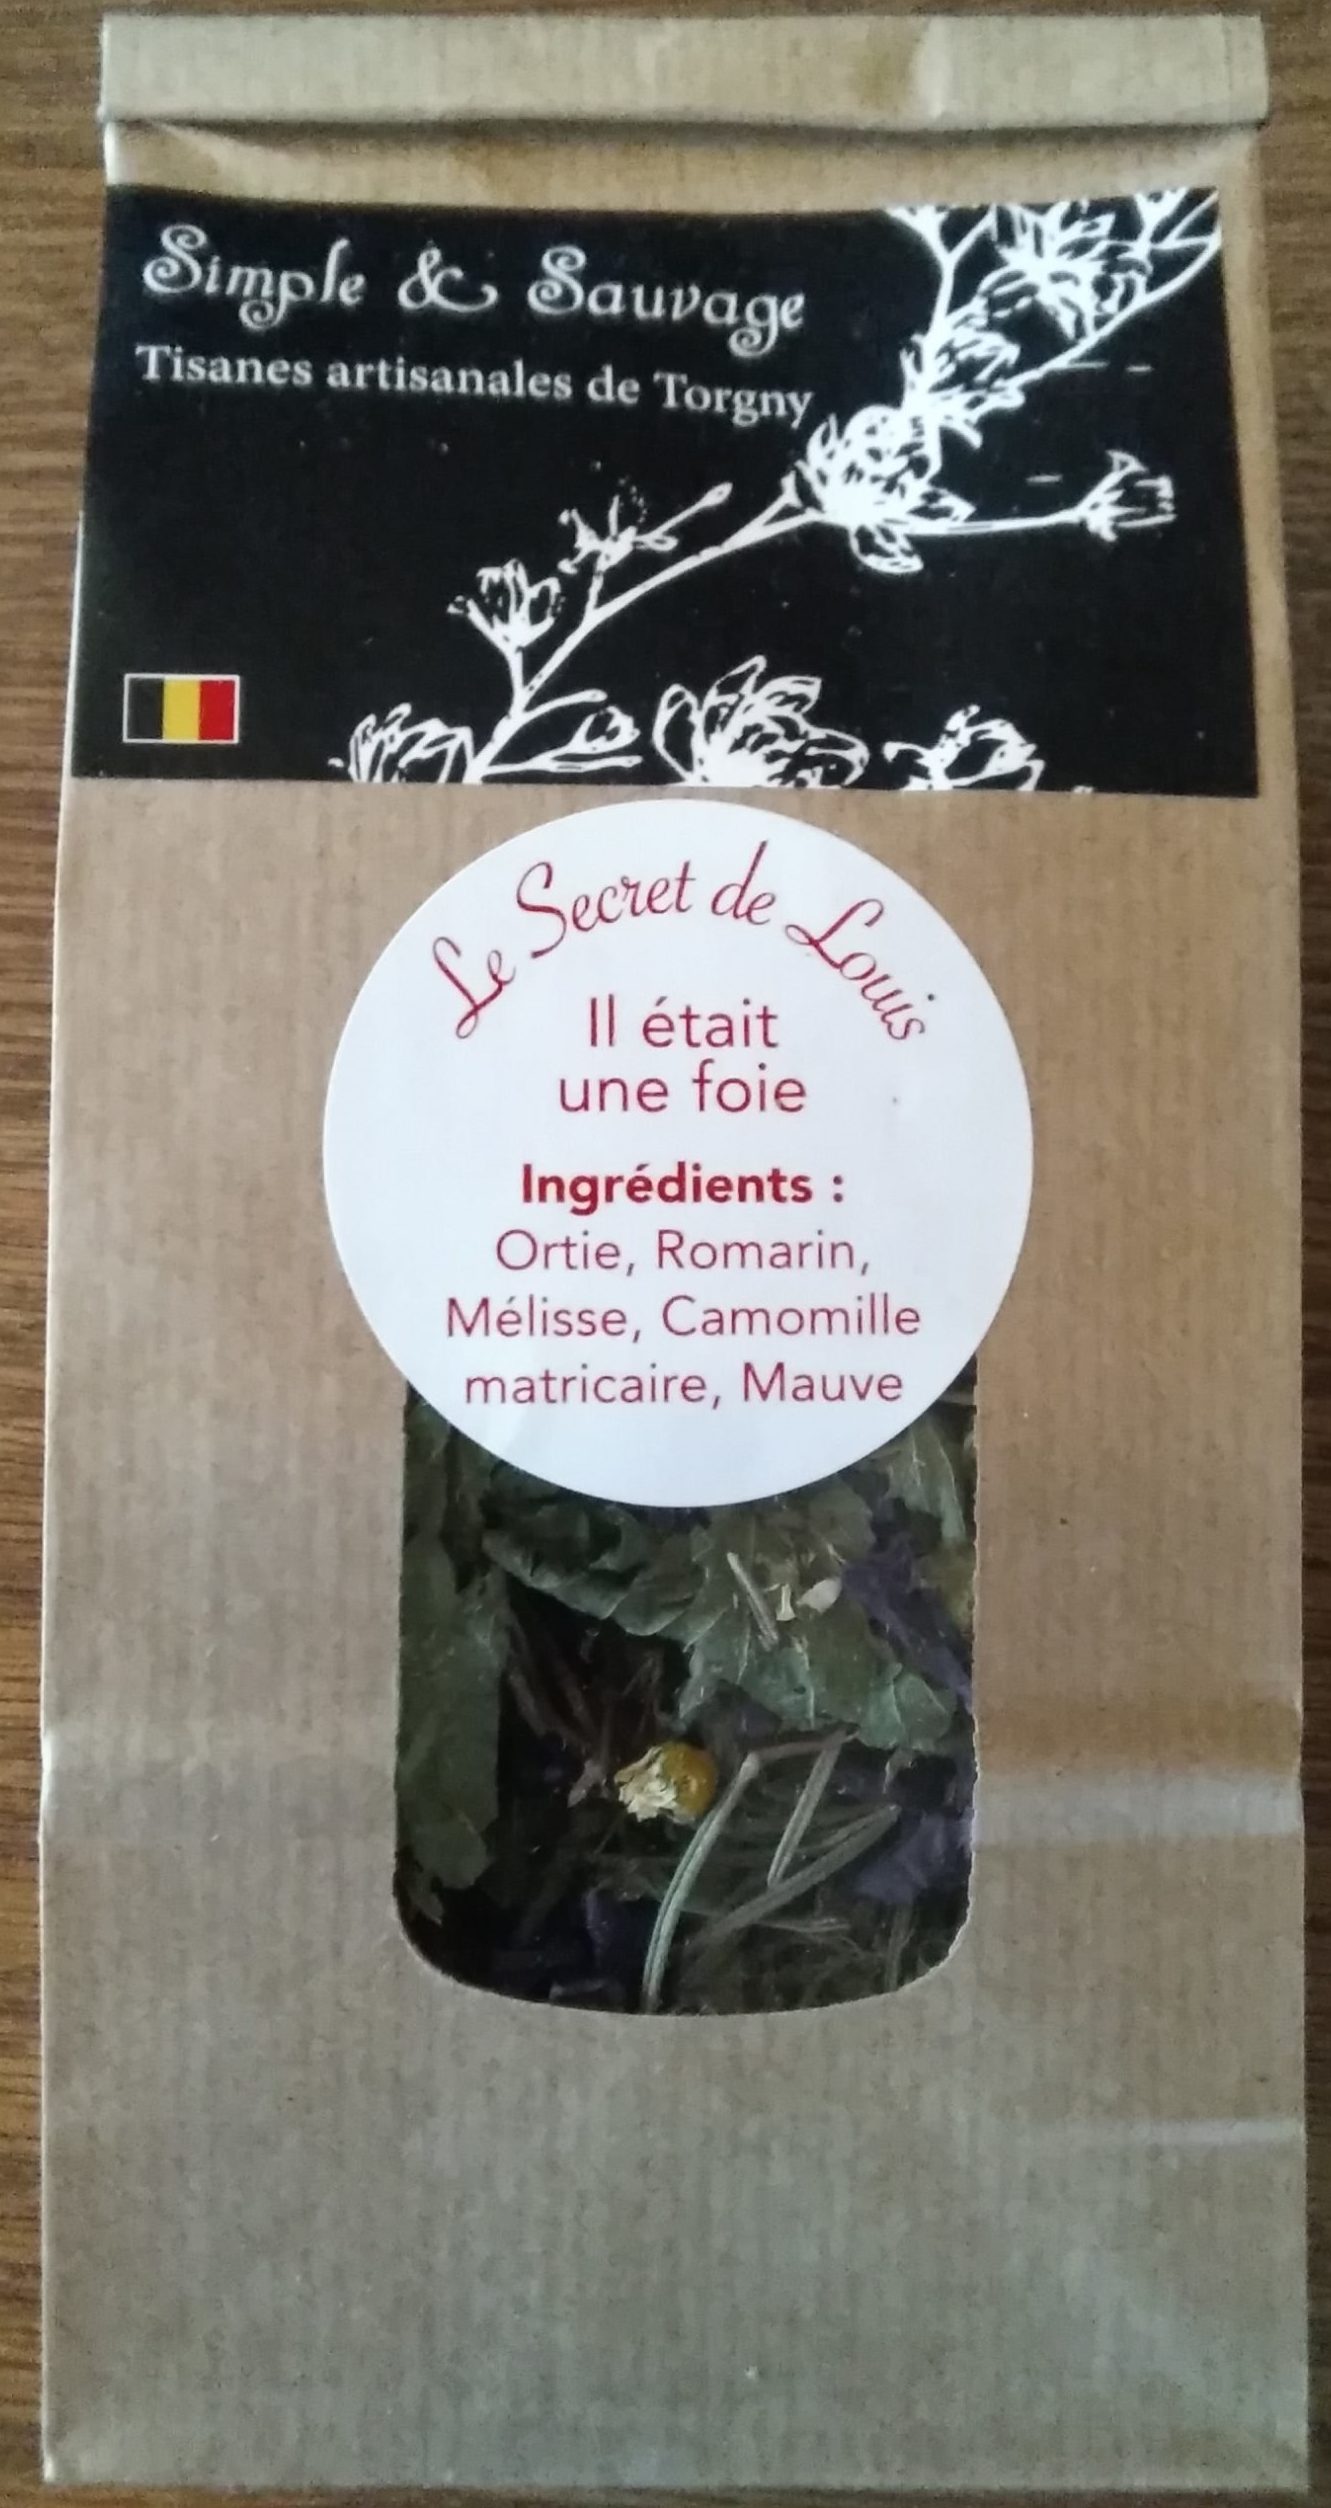 Simple & Sauvage
Tisanes artisanales de Torgny
Le Secret de Louis
Il était
une foie
Ingrédients :
Ortie, Romarin,
Mélisse, Camomille
matricaire, Mauve